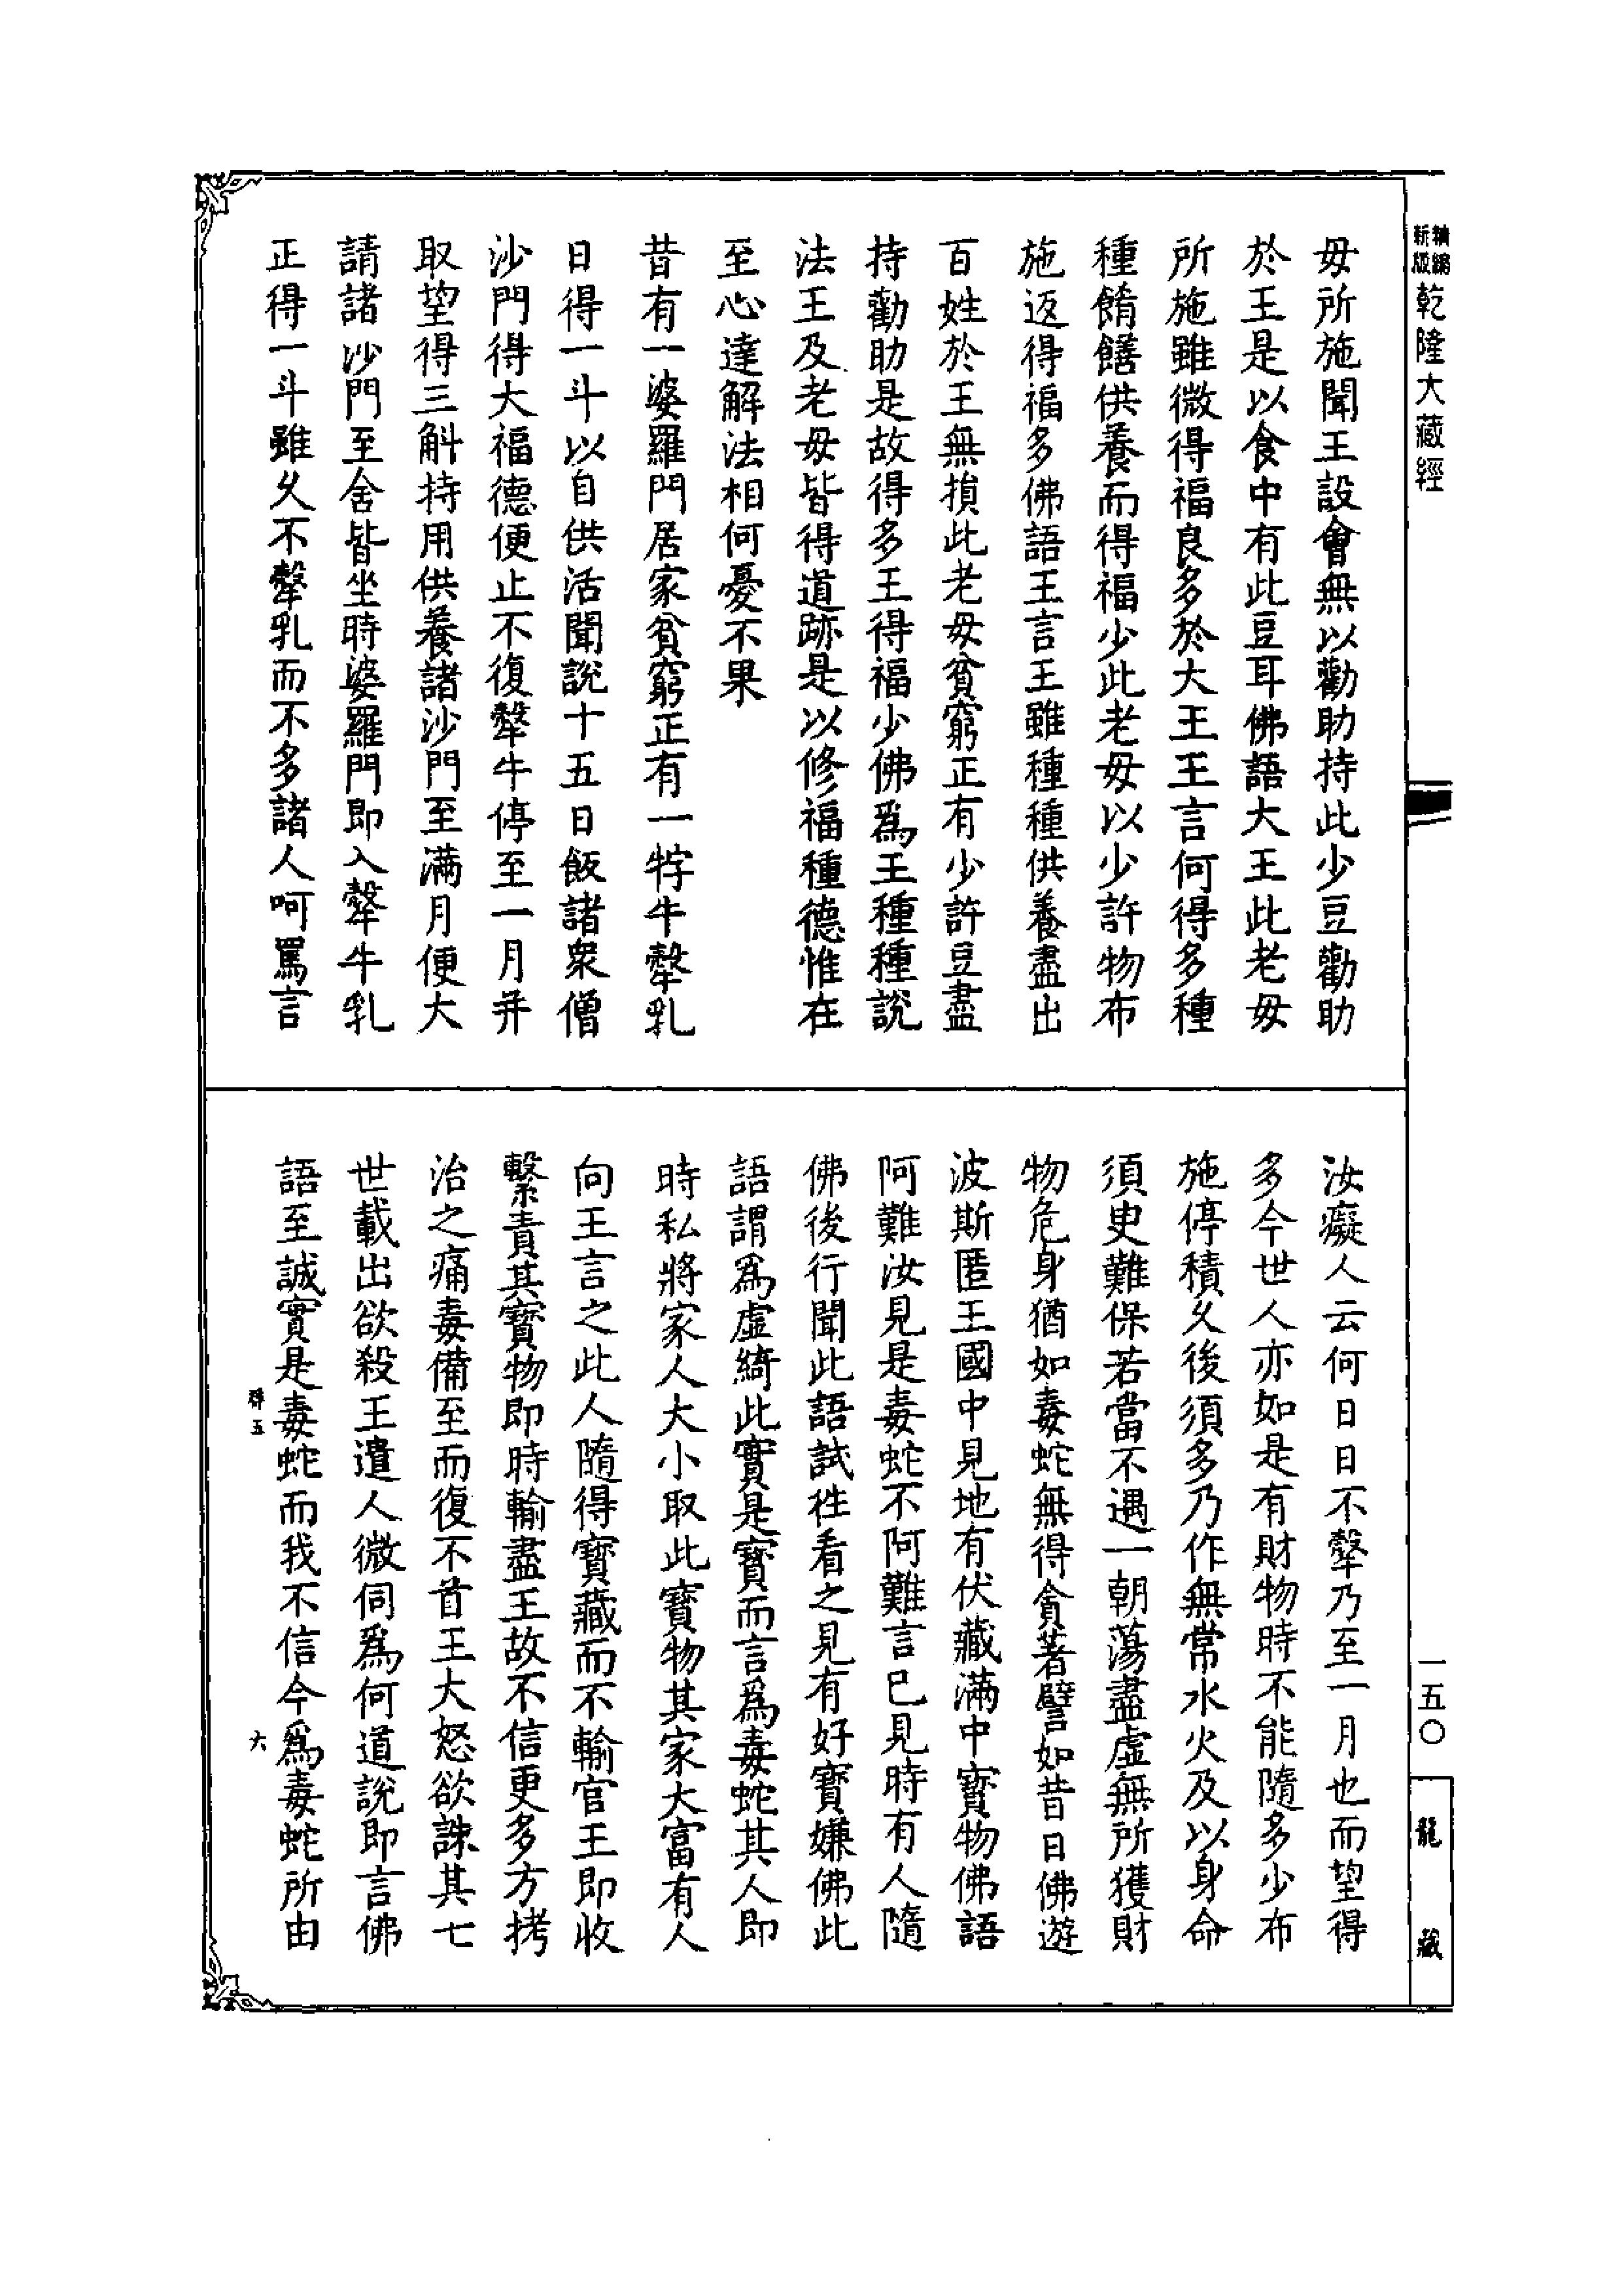 新編縮版乾隆大藏經
毋所施聞王設會無以勸助持此少豆勸助
於王是以食中有此豆耳佛語大王此老毋
所施雖微得福良多於大王王言何得多種
種餚饍供養而得福少此老毋以少許物布
施返得福多佛語王言王雖種種供養盡出
百姓於王無損此老毋貧窮正有少許豆盡
持勸助是故得多王得福少佛為王種種說
法王及老毋皆得道跡是以修福種德惟在
至心達解法相何憂不果
昔有一婆羅門居家貧窮正有一牸牛𤛓乳
日得一斗以自供活聞說十五日飯諸衆僧
沙門得大福德便止不復𤛓牛停至一月并
取望得三斛持用供養諸沙門至滿月便大
請諸沙門至舍皆坐時婆羅門即入𤛓牛乳
正得一斗雖久不𤛓乳而不多諸人呵罵言
汝癡人云何日日不𤛓乃至一月也而望得
多今世人亦如是有財物時不能隨多少布
施停積久後須多乃作無常水火及以身命
須臾難保若當不遇一朝蕩盡虛無所獲財
物危身猶如毒蛇無得貪著譬如昔日佛遊
波斯匿王國中見地有伏藏滿中寶物佛語
阿難汝見是毒蛇不阿難言已見時有人隨
佛後行聞此語試往看之見有好寶嫌佛此
語謂為虛綺此實是寶而言為毒蛇其人即
時私將家人大小取此寶物其家大富有人
向王言之此人隨得寶藏而不輸官王即收
繫責其寶物即時輸盡王故不信更多方拷
治之痛毒備至而復不首王大怒欲誅其七
世載出欲殺王遣人微伺為何道說即言佛
語至誠實是毒蛇而我不信今為毒蛇所由
群五
六
一五〇
龍藏